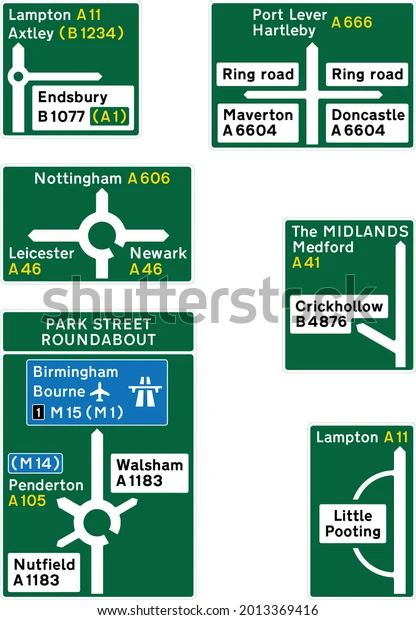 Lampton A11
Axtley (B1234)
Endsbury
B1077 (A1)
Port Lever
Hartleby
A666
Ring road
Ring road
Maverton
A6604
Doncastle
A6604
Nottingham A606
Leicester
A46
Newark
A46
The MIDLANDS
Medford
A41
Crickhollow
B4876
PARK STREET
ROUNDABOUT
Birmingham
Bourne
1 M15 (M1)
(M14)
Penderton
A105
Walsham
A1183
Nutfield
A1183
Lampton A11
Little
Pooting
shutterstock
shutterstock.com · 2013369416